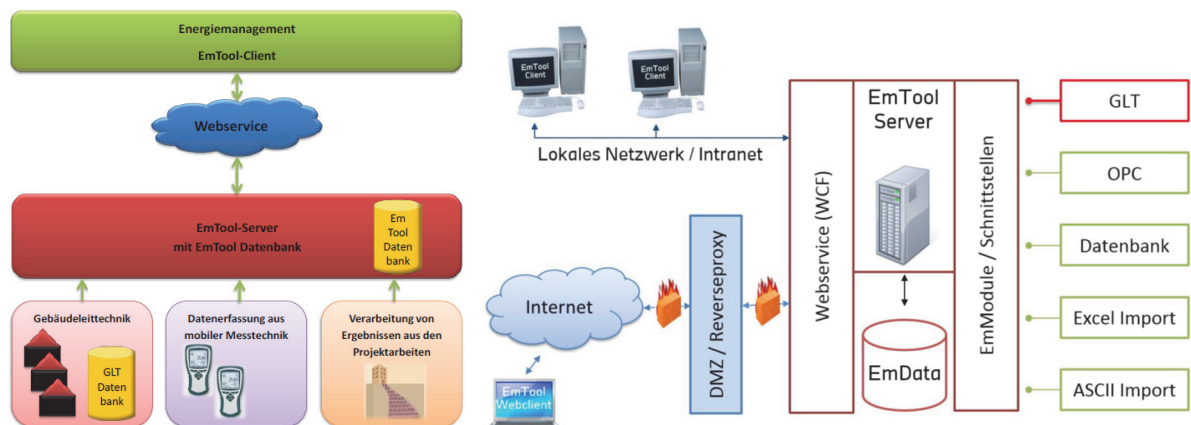 Energiemanagement
EmTool-Client
Webservice
EmTool-Server
mit EmTool Datenbank
Em
Tool
Daten
bank
Gebäudeleittechnik
GLT
Daten
bank
Datenerfassung aus
mobiler Messtechnik
Verarbeitung von
Ergebnissen aus den
Projektarbeiten
EmTool
Client
EmTool
Client
Lokales Netzwerk / Intranet
Internet
EmTool
Webclient
DMZ / Reverseproxy
Webservice (WCF)
EmTool
Server
EmData
EmModule / Schnittstellen
GLT
OPC
Datenbank
Excel Import
ASCII Import